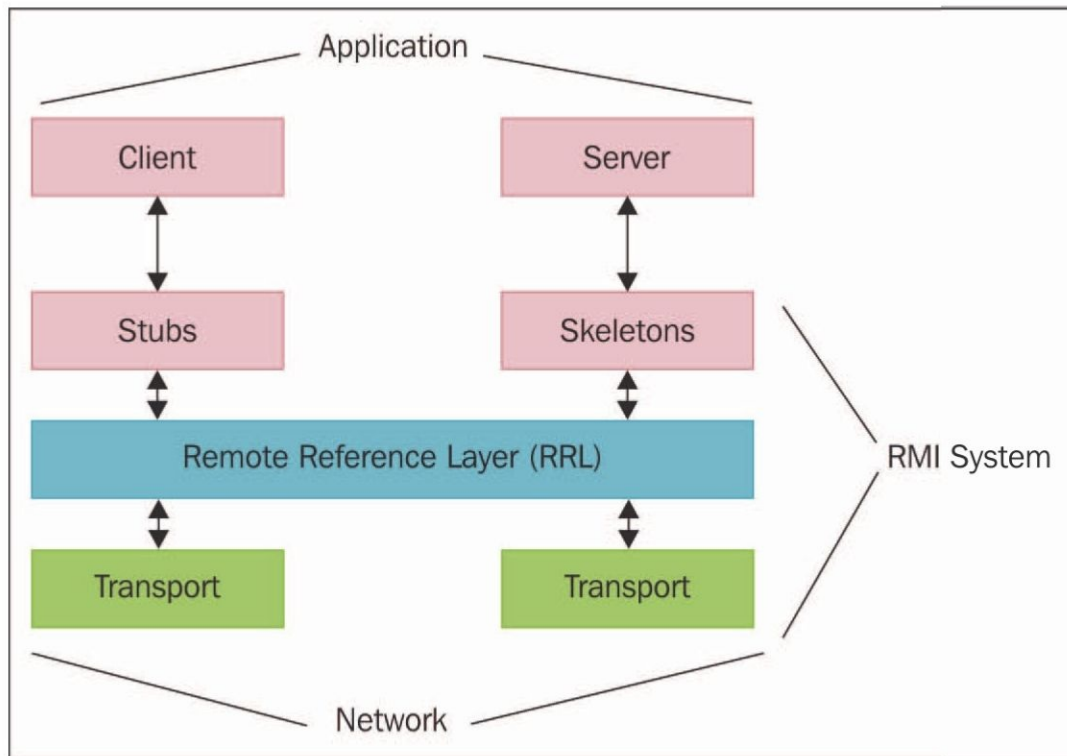 Application
Client
Server
Stubs
Skeletons
Remote Reference Layer (RRL)
RMI System
Transport
Transport
Network